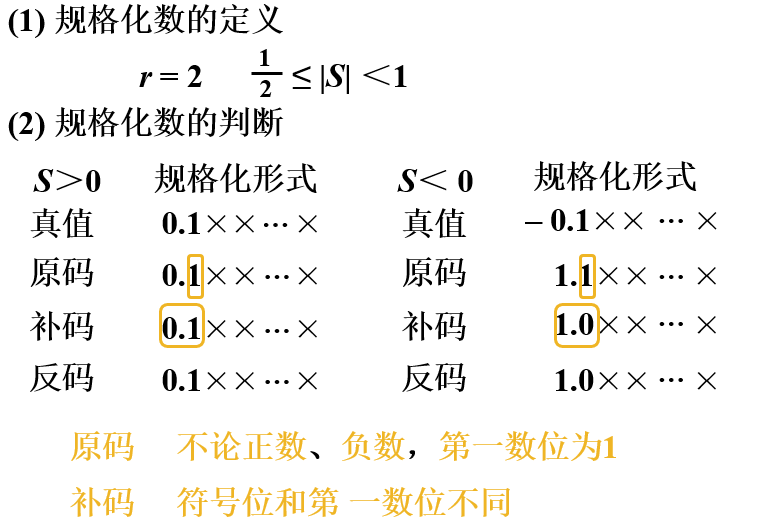 (1) 规格化数的定义
r = 2 1/2 ≤ |S| ＜1
(2) 规格化数的判断
S＞0 规格化形式 S＜ 0 规格化形式
真值 0.1×× ··· × 真值 – 0.1×× ··· ×
原码 0.1×× ··· × 原码 1.1×× ··· ×
补码 0.1×× ··· × 补码 1.0×× ··· ×
反码 0.1×× ··· × 反码 1.0×× ··· ×
原码 不论正数、负数，第一数位为1
补码 符号位和第 一数位不同